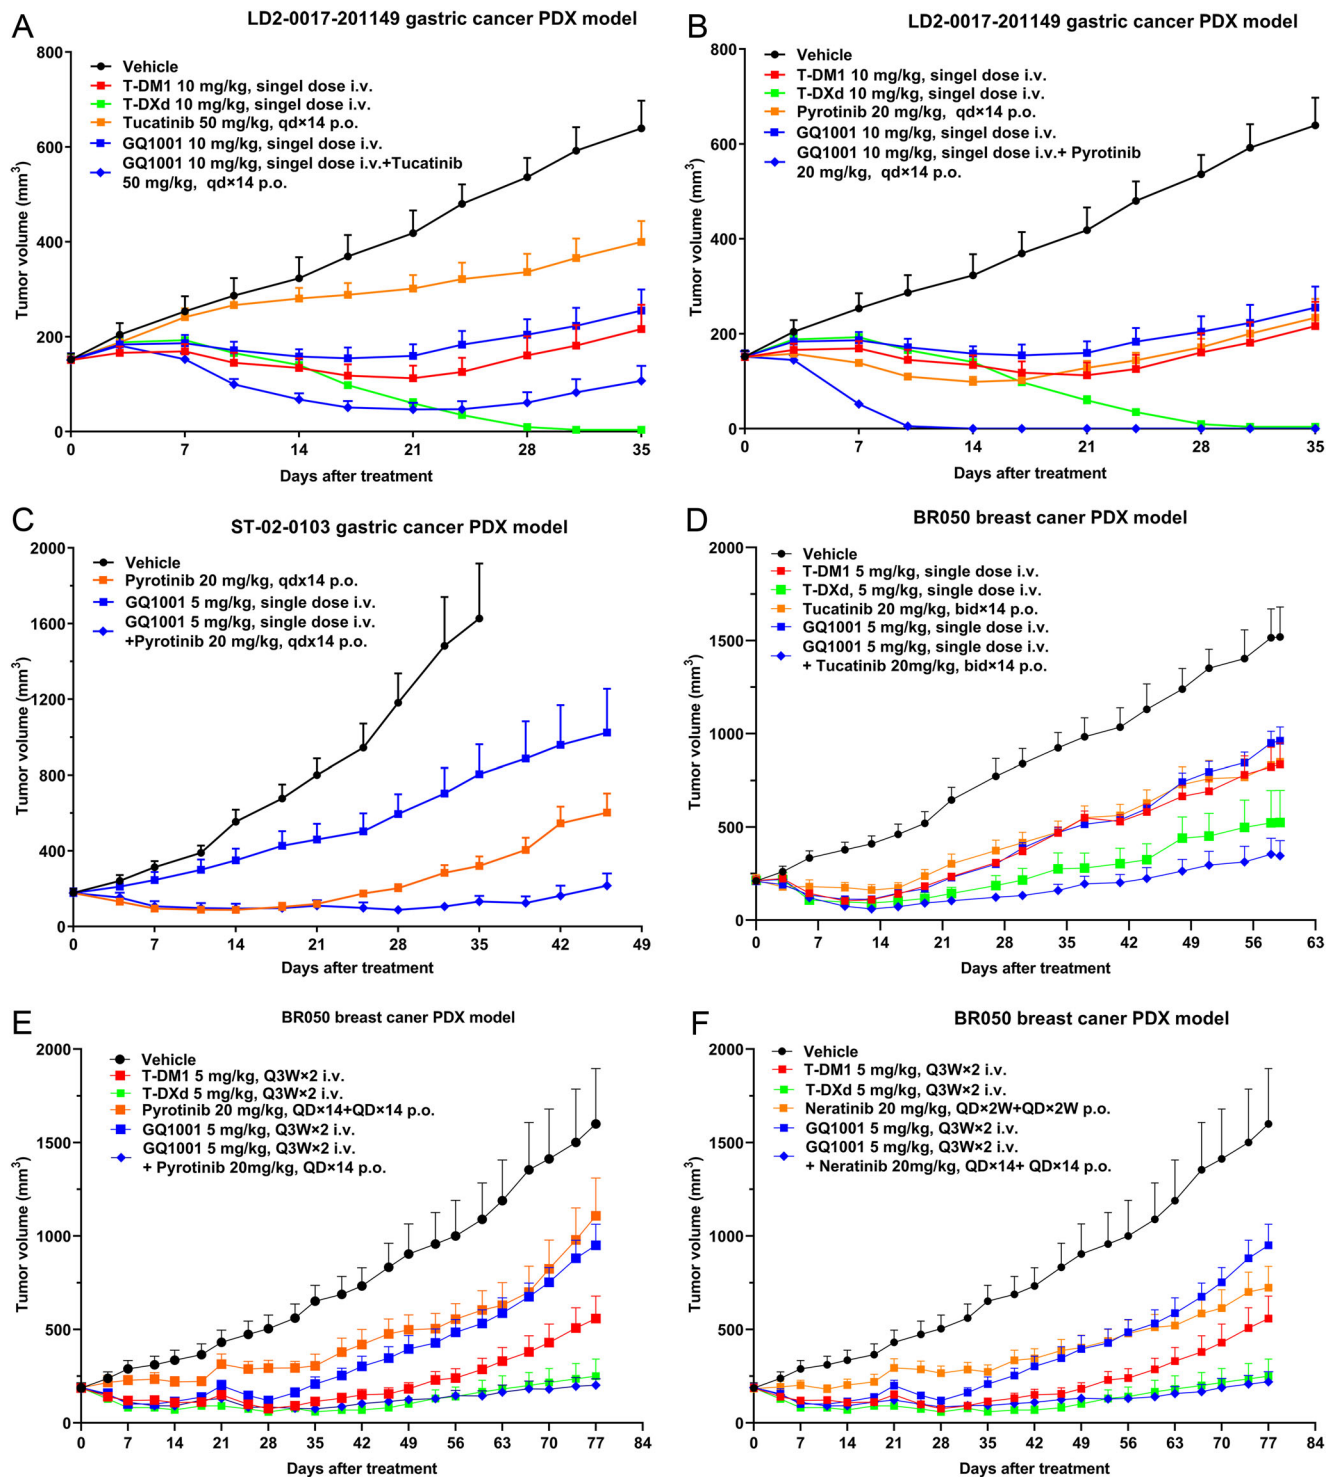 A
LD2-0017-201149 gastric cancer PDX model
Vehicle
T-DM1 10 mg/kg, singel dose i.v.
T-DXd 10 mg/kg, singel dose i.v.
Tucatinib 50 mg/kg, qd×14 p.o.
GQ1001 10 mg/kg, singel dose i.v.
GQ1001 10 mg/kg, singel dose i.v.+Tucatinib
50 mg/kg, qd×14 p.o.
Tumor volume (mm³)
800
600
400
200
0
0 7 14 21 28 35
Days after treatment
B
LD2-0017-201149 gastric cancer PDX model
Vehicle
T-DM1 10 mg/kg, singel dose i.v.
T-DXd 10 mg/kg, singel dose i.v.
Pyrotinib 20 mg/kg, qd×14 p.o.
GQ1001 10 mg/kg, singel dose i.v.
GQ1001 10 mg/kg, singel dose i.v.+ Pyrotinib
20 mg/kg, qd×14 p.o.
Tumor volume (mm³)
800
600
400
200
0
0 7 14 21 28 35
Days after treatment
C
ST-02-0103 gastric cancer PDX model
Vehicle
Pyrotinib 20 mg/kg, qdx14 p.o.
GQ1001 5 mg/kg, single dose i.v.
GQ1001 5 mg/kg, single dose i.v.
+Pyrotinib 20 mg/kg, qdx14 p.o.
Tumor volume (mm³)
2000
1600
1200
800
400
0
0 7 14 21 28 35 42 49
Days after treatment
D
BR050 breast caner PDX model
Vehicle
T-DM1 5 mg/kg, single dose i.v.
T-DXd, 5 mg/kg, single dose i.v.
Tucatinib 20 mg/kg, bid×14 p.o.
GQ1001 5 mg/kg, single dose i.v.
GQ1001 5 mg/kg, single dose i.v.
+ Tucatinib 20mg/kg, bid×14 p.o.
Tumor volume (mm³)
2000
1500
1000
500
0
0 7 14 21 28 35 42 49 56 63
Days after treatment
E
BR050 breast caner PDX model
Vehicle
T-DM1 5 mg/kg, Q3W×2 i.v.
T-DXd 5 mg/kg, Q3W×2 i.v.
Pyrotinib 20 mg/kg, QD×14+QD×14 p.o.
GQ1001 5 mg/kg, Q3W×2 i.v.
GQ1001 5 mg/kg, Q3W×2 i.v.
+ Pyrotinib 20mg/kg, QD×14 p.o.
Tumor volume (mm³)
2000
1500
1000
500
0
0 7 14 21 28 35 42 49 56 63 70 77 84
Days after treatment
F
BR050 breast caner PDX model
Vehicle
T-DM1 5 mg/kg, Q3W×2 i.v.
T-DXd 5 mg/kg, Q3W×2 i.v.
Neratinib 20 mg/kg, QD×2W+QD×2W p.o.
GQ1001 5 mg/kg, Q3W×2 i.v.
GQ1001 5 mg/kg, Q3W×2 i.v.
+ Neratinib 20mg/kg, QD×14+ QD×14 p.o.
Tumor volume (mm³)
2000
1500
1000
500
0
0 7 14 21 28 35 42 49 56 63 70 77 84
Days after treatment